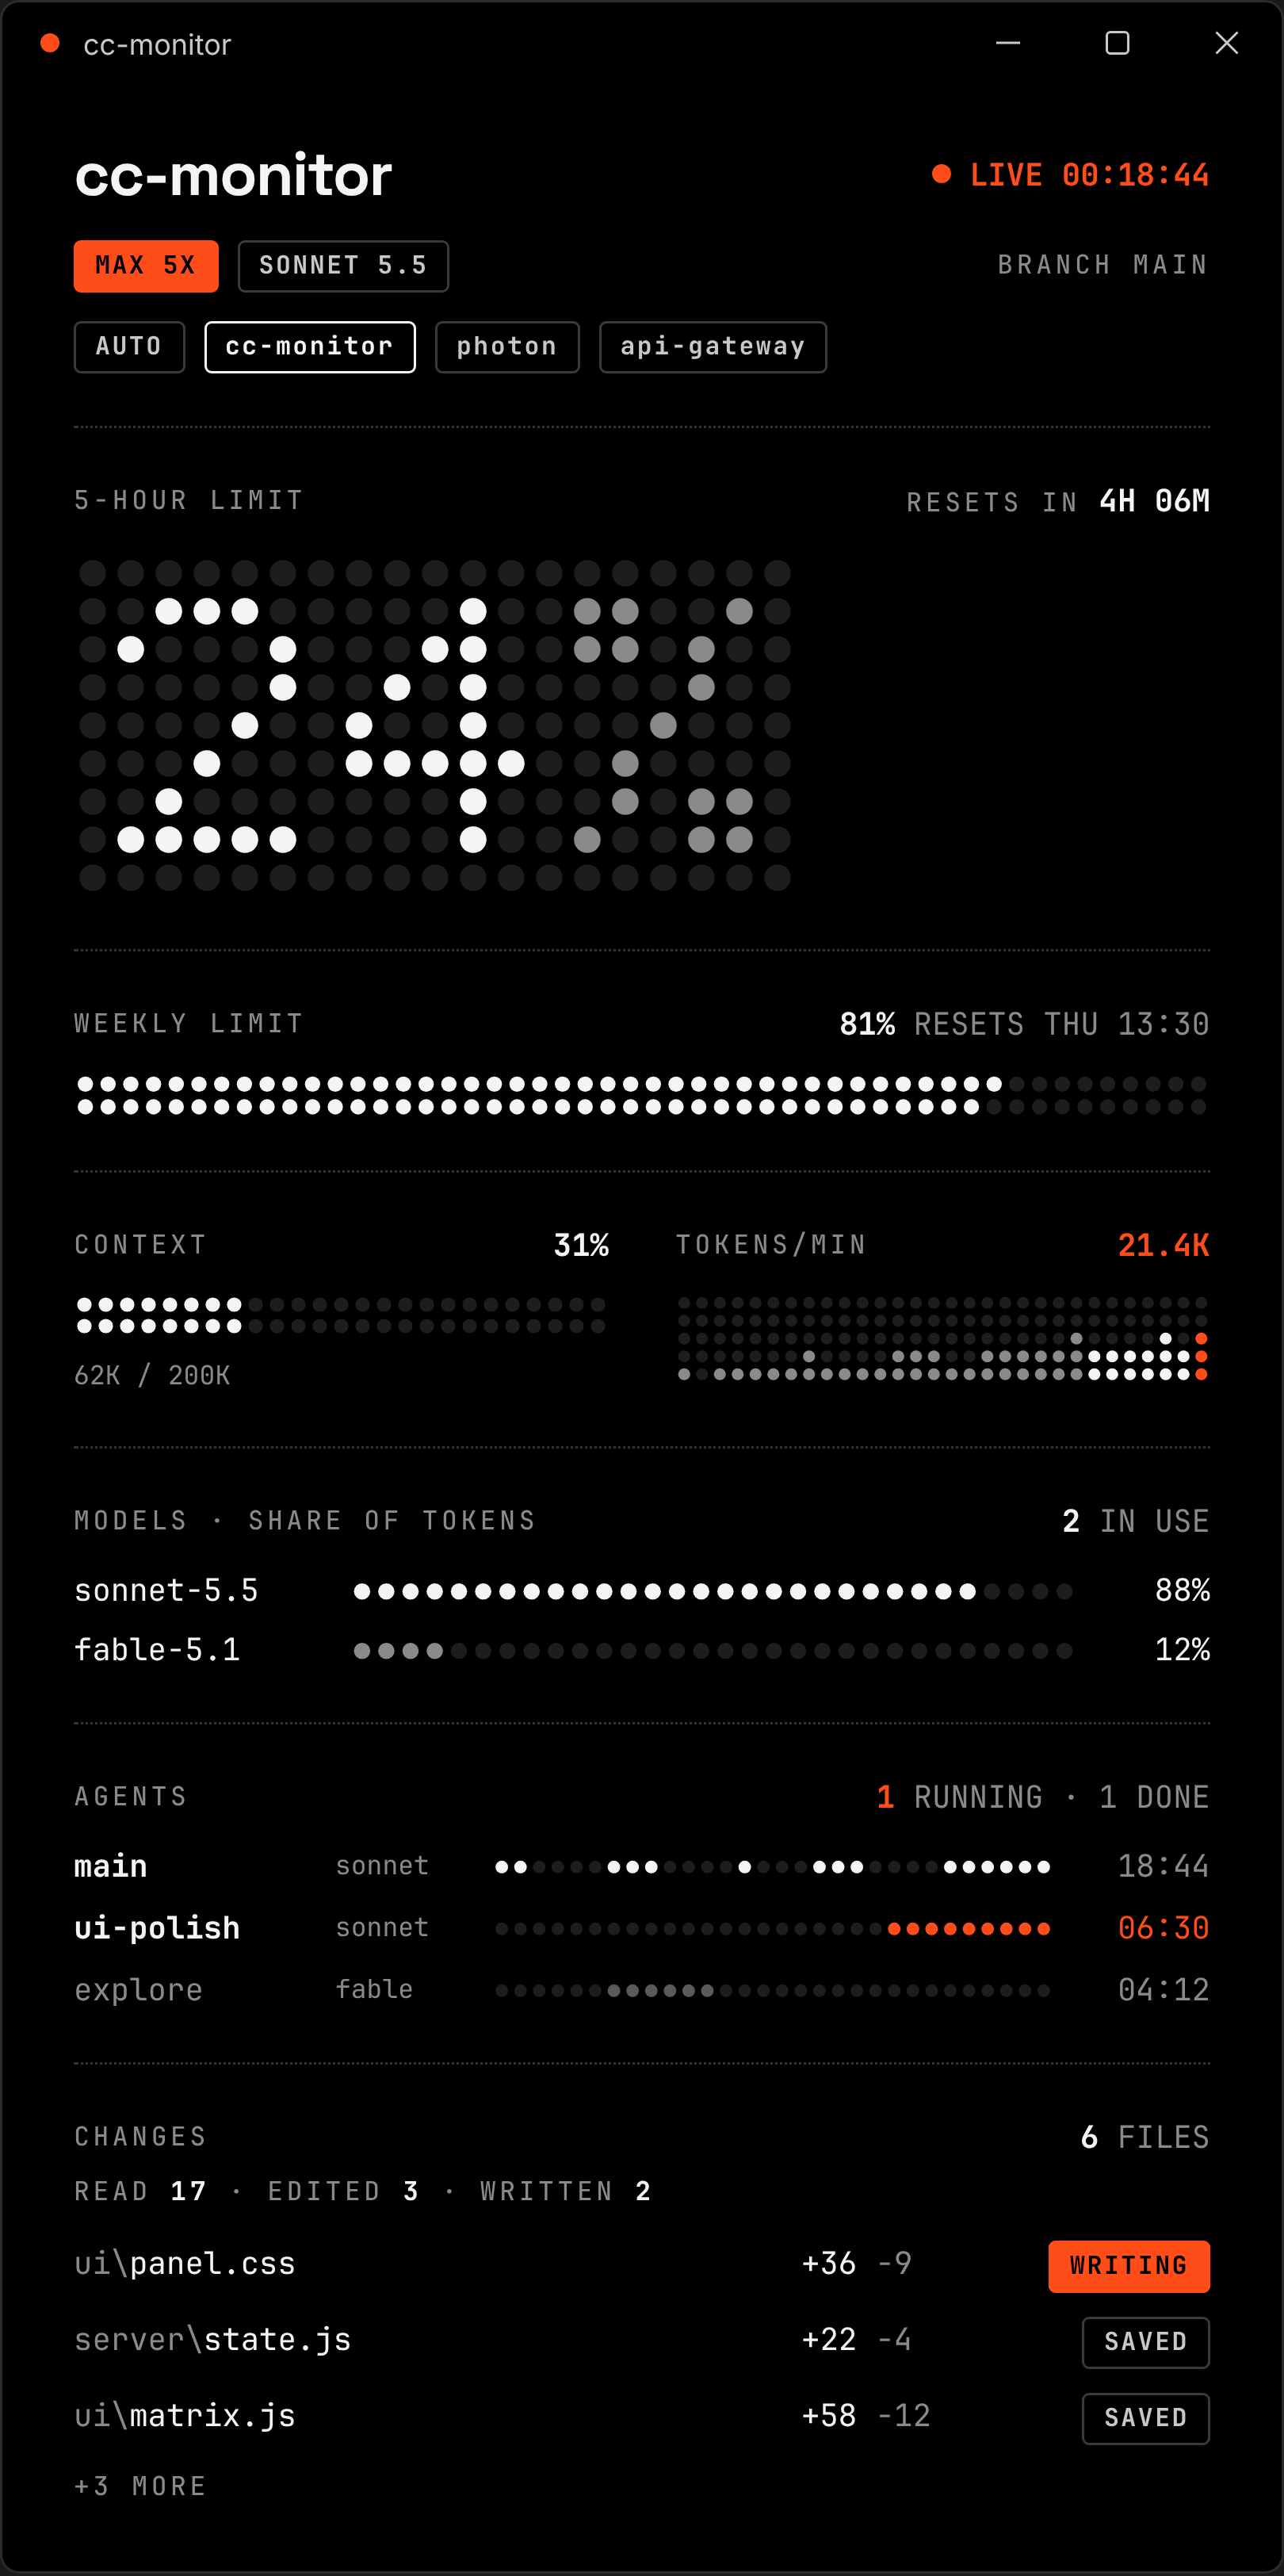 cc-monitor
cc-monitor LIVE 00:18:44
MAX 5X SONNET 5.5 BRANCH MAIN
AUTO cc-monitor photon api-gateway
5-HOUR LIMIT RESETS IN 4H 06M
24%
WEEKLY LIMIT 81% RESETS THU 13:30
CONTEXT 31% TOKENS/MIN 21.4K
62K / 200K
MODELS · SHARE OF TOKENS 2 IN USE
sonnet-5.5 88%
fable-5.1 12%
AGENTS 1 RUNNING · 1 DONE
main sonnet 18:44
ui-polish sonnet 06:30
explore fable 04:12
CHANGES 6 FILES
READ 17 · EDITED 3 · WRITTEN 2
ui\panel.css +36 -9 WRITING
server\state.js +22 -4 SAVED
ui\matrix.js +58 -12 SAVED
+3 MORE